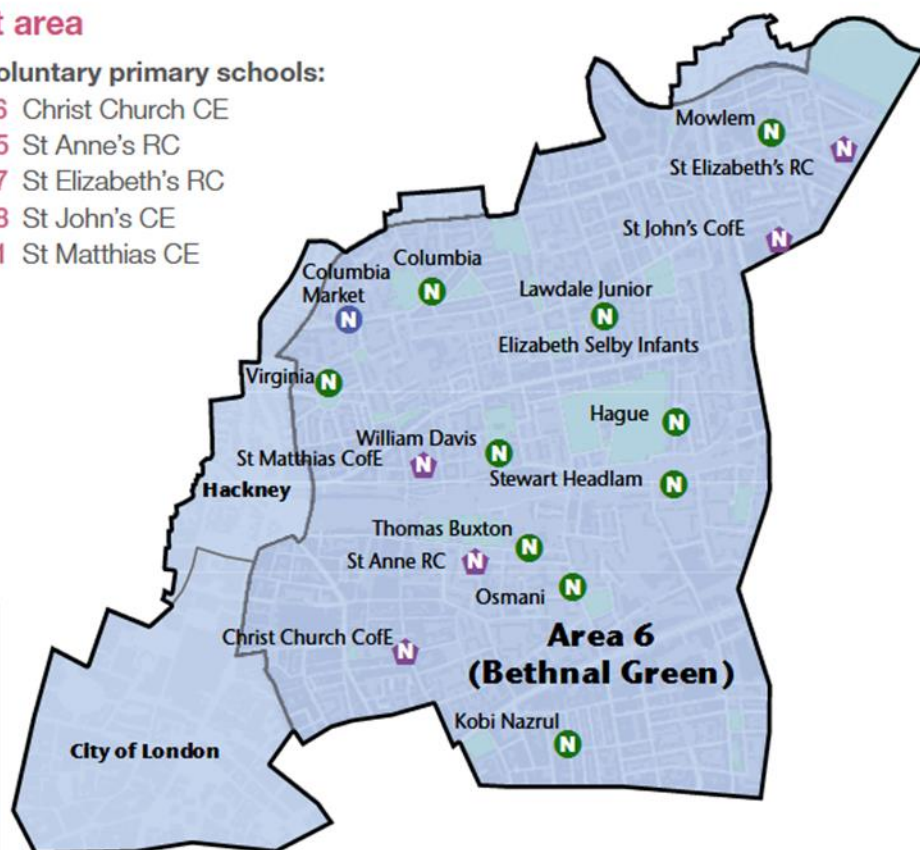 t area
oluntary primary schools:
6 Christ Church CE
5 St Anne's RC
7 St Elizabeth's RC
3 St John's CE
1 St Matthias CE
Mowlem
N
N
St Elizabeth's RC
St John's CofE
N
Columbia
Columbia
Market
N
N
Lawdale Junior
N
Elizabeth Selby Infants
Virginia N
Hague N
William Davis
N
St Matthias CofE N
Stewart Headlam N
Hackney
Thomas Buxton
N
St Anne RC N
Osmani N
Area 6
(Bethnal Green)
Christ Church CofE
N
Kobi Nazrul
N
City of London